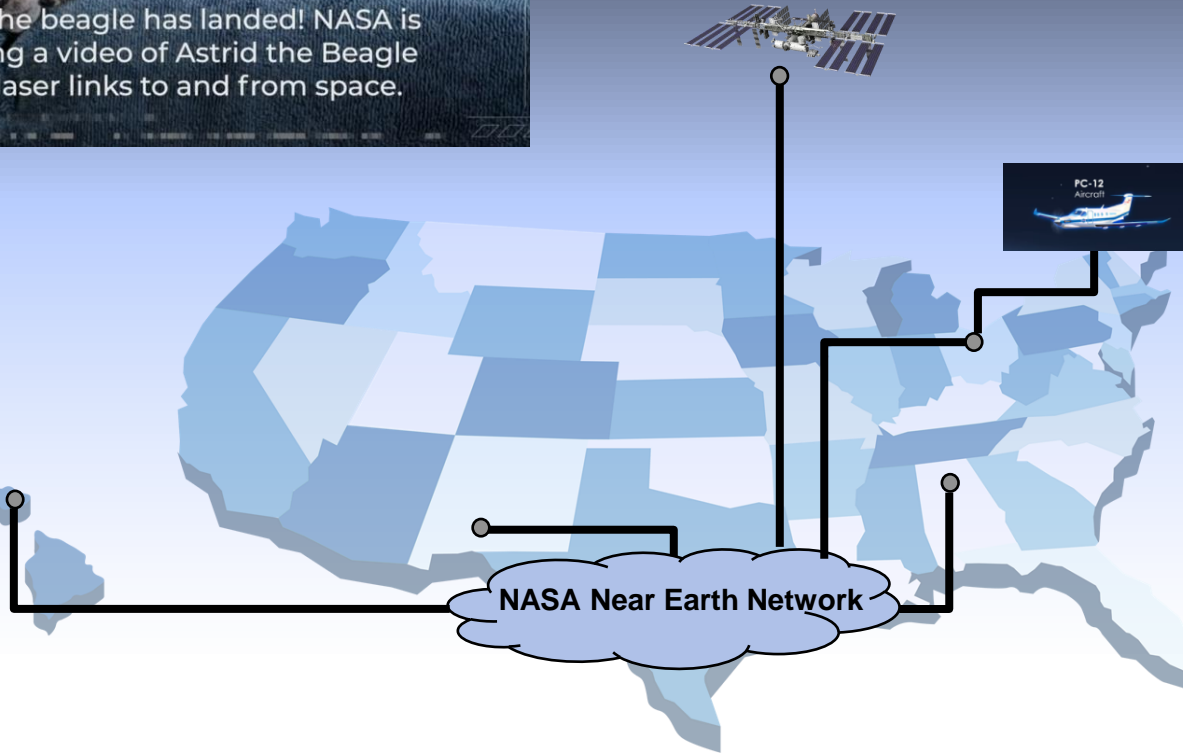 he beagle has landed! NASA is
ng a video of Astrid the Beagle
aser links to and from space.
PC-12
Aircraft
NASA Near Earth Network